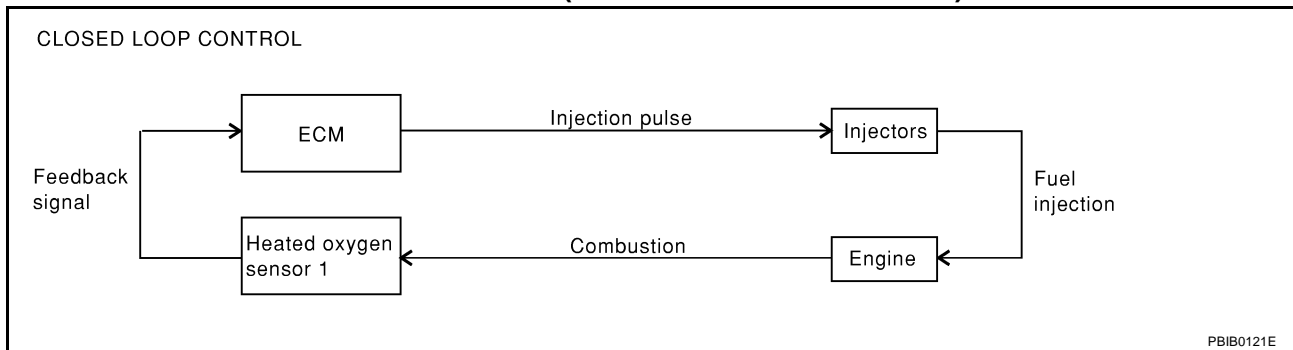 CLOSED LOOP CONTROL
ECM
Injection pulse
Injectors
Feedback
signal
Fuel
injection
Heated oxygen
sensor 1
Combustion
Engine
PBIB0121E